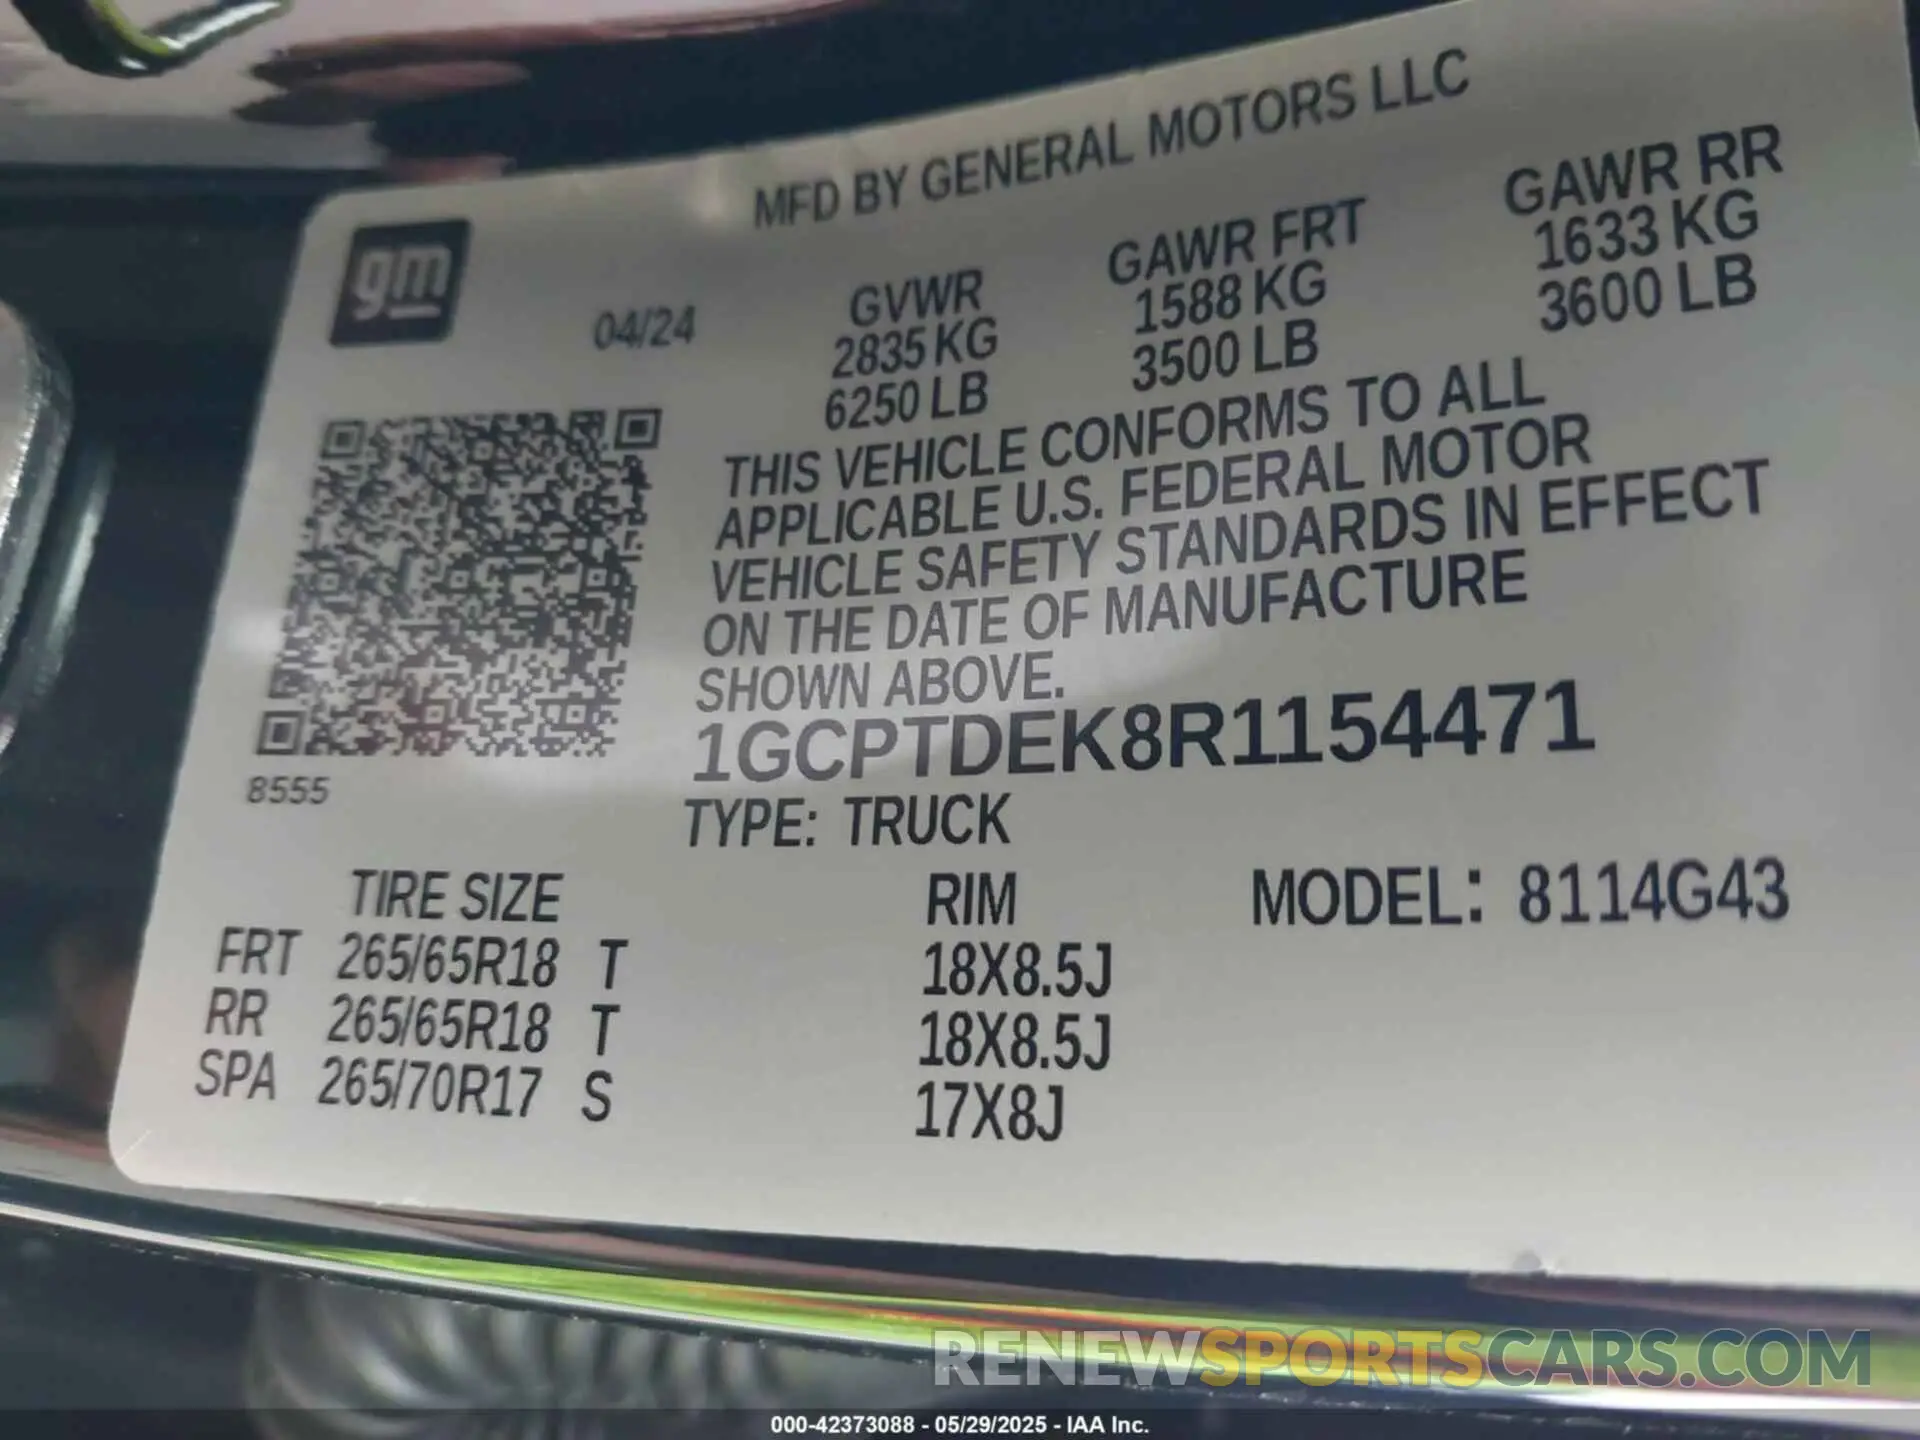 MFD BY GENERAL MOTORS LLC
gm
04/24
GVWR
2835 KG
6250 LB
GAWR FRT
1588 KG
3500 LB
GAWR RR
1633 KG
3600 LB
THIS VEHICLE CONFORMS TO ALL
APPLICABLE U.S. FEDERAL MOTOR
VEHICLE SAFETY STANDARDS IN EFFECT
ON THE DATE OF MANUFACTURE
SHOWN ABOVE.
1GCPTDEK8R1154471
8555
TYPE: TRUCK
TIRE SIZE RIM MODEL: 8114G43
FRT 265/65R18 T 18X8.5J
RR 265/65R18 T 18X8.5J
SPA 265/70R17 S 17X8J
RENEWSPORTSCARS.COM
000-42373088 - 05/29/2025 - IAA Inc.